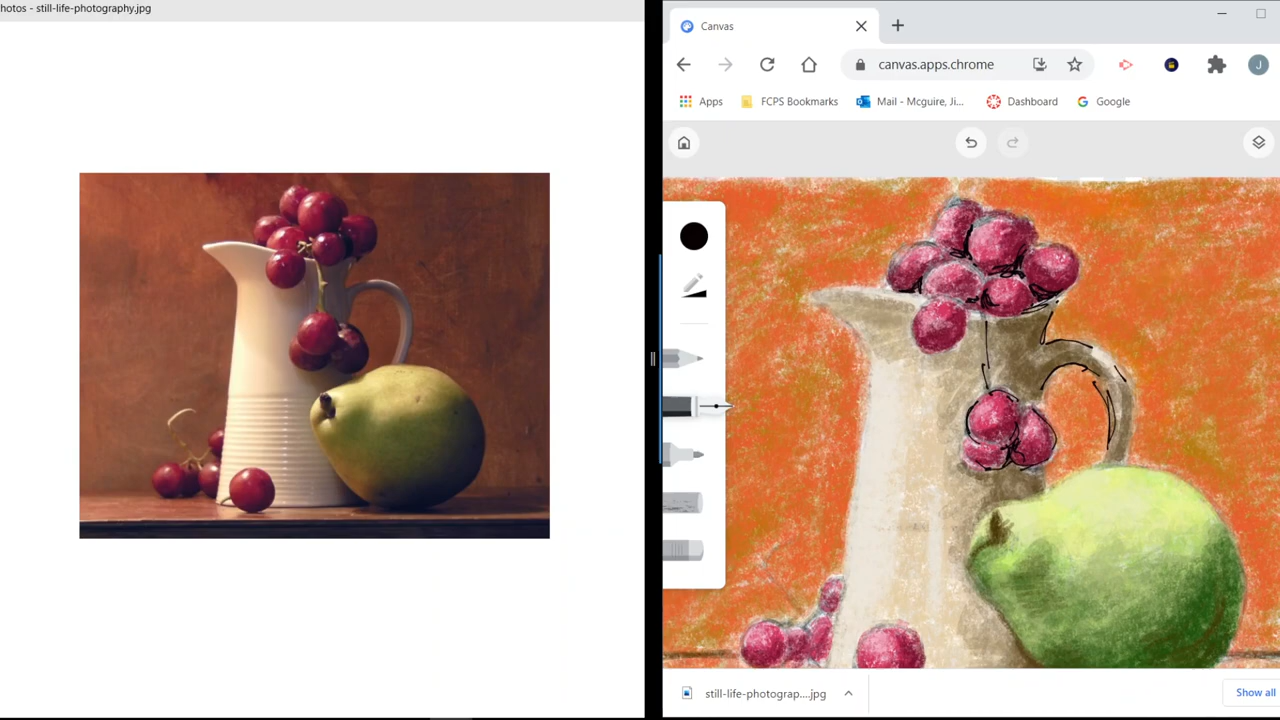 hotos - still-life-photography.jpg
Canvas
canvas.apps.chrome
J
Apps
FCPS Bookmarks
Mail - Mcguire, Ji...
Dashboard
Google
still-life-photograp....jpg
Show all